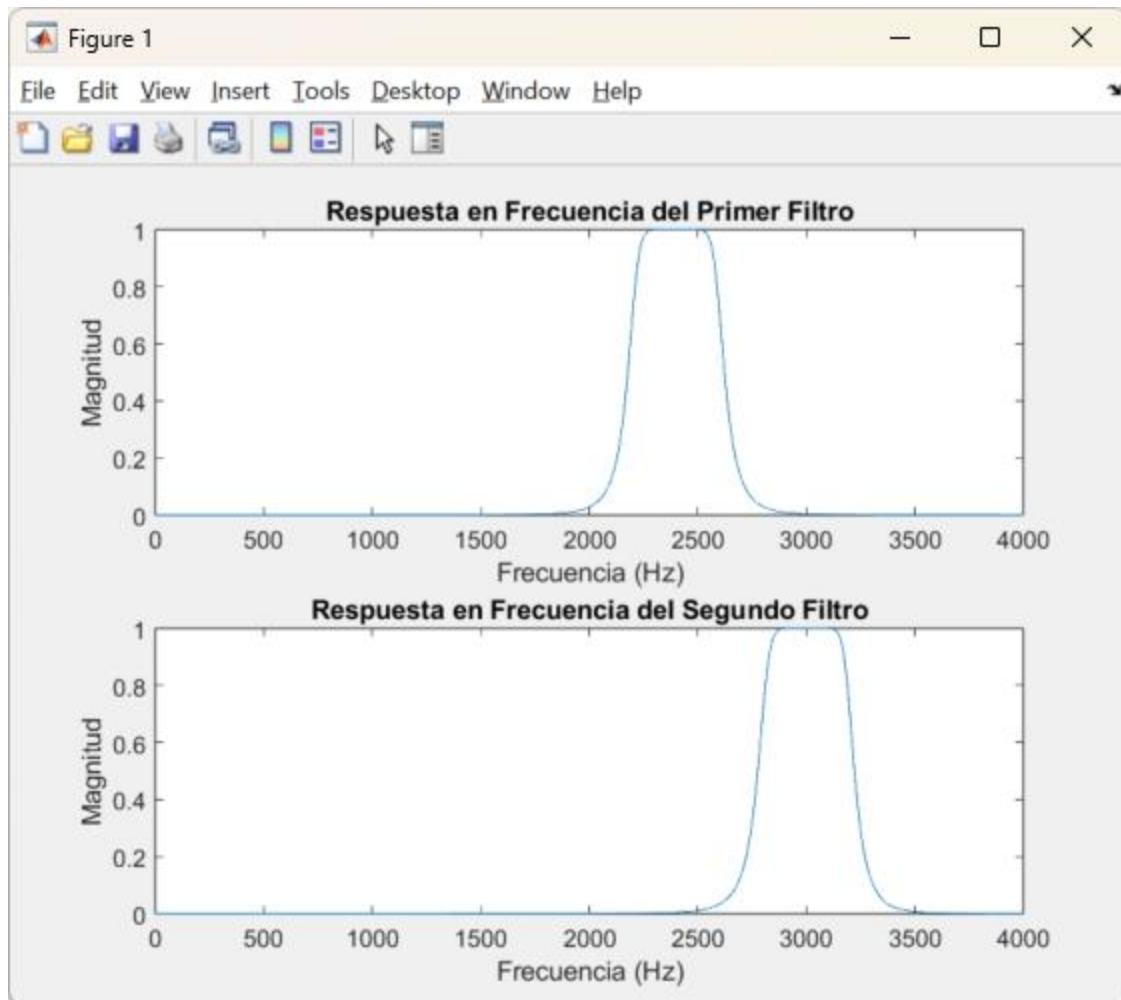 Figure 1
File Edit View Insert Tools Desktop Window Help
Respuesta en Frecuencia del Primer Filtro
1
0.8
0.6
0.4
0.2
0
Magnitud
0 500 1000 1500 2000 2500 3000 3500 4000
Frecuencia (Hz)
Respuesta en Frecuencia del Segundo Filtro
1
0.8
0.6
0.4
0.2
0
Magnitud
0 500 1000 1500 2000 2500 3000 3500 4000
Frecuencia (Hz)